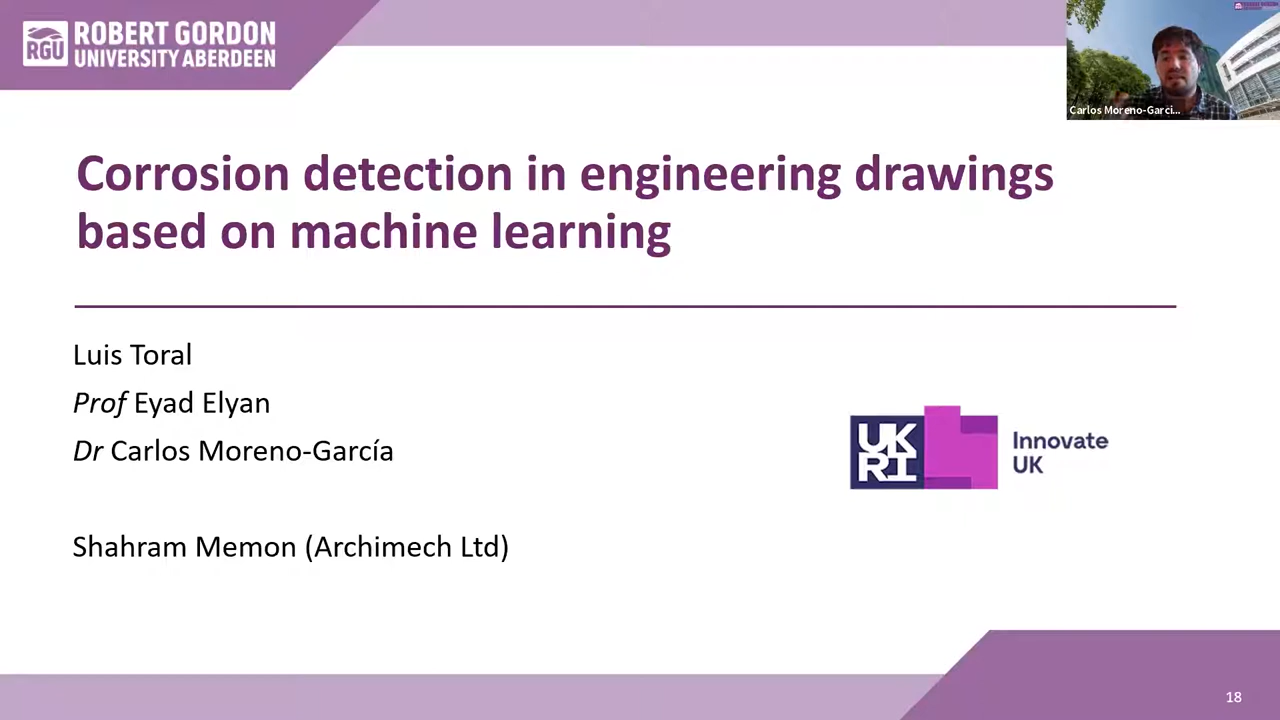 RGU
ROBERT GORDON
UNIVERSITY ABERDEEN
Carlos Moreno-Garci...
Corrosion detection in engineering drawings
based on machine learning
Luis Toral
Prof Eyad Elyan
Dr Carlos Moreno-García
UK
RI
Innovate
UK
Shahram Memon (Archimech Ltd)
18